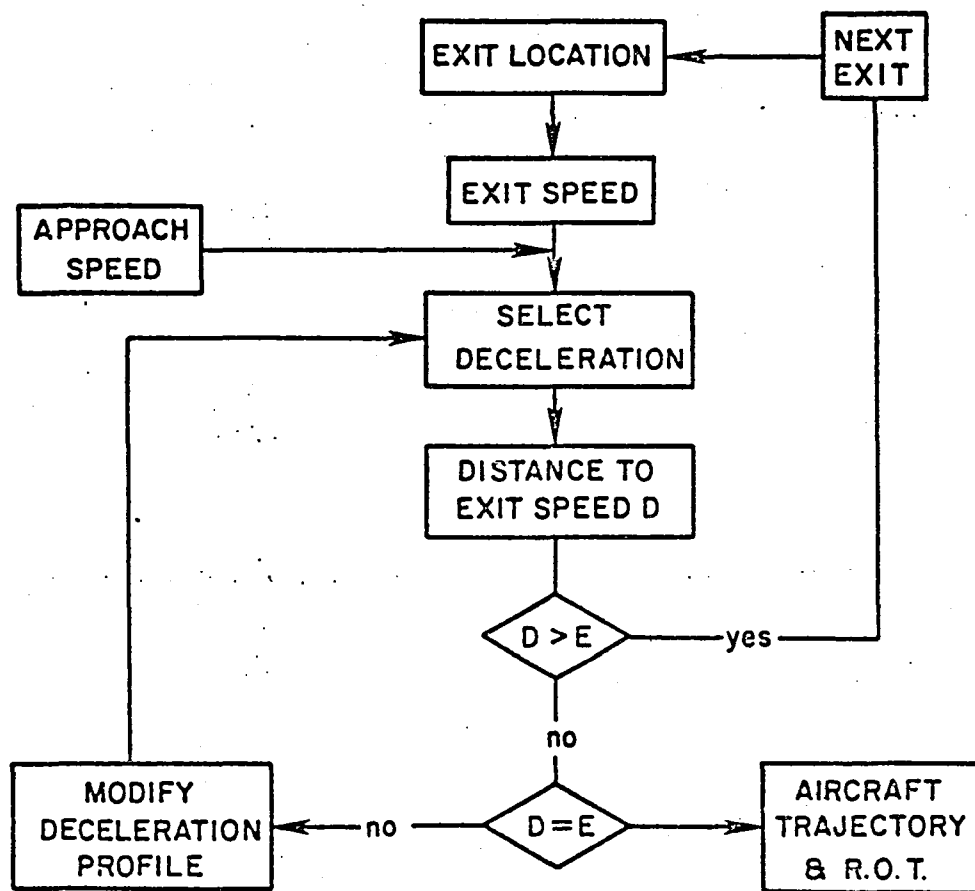 EXIT LOCATION
NEXT
EXIT
EXIT SPEED
APPROACH
SPEED
SELECT
DECELERATION
DISTANCE TO
EXIT SPEED D
D > E
yes
no
D = E
no
MODIFY
DECELERATION
PROFILE
AIRCRAFT
TRAJECTORY
& R.O.T.